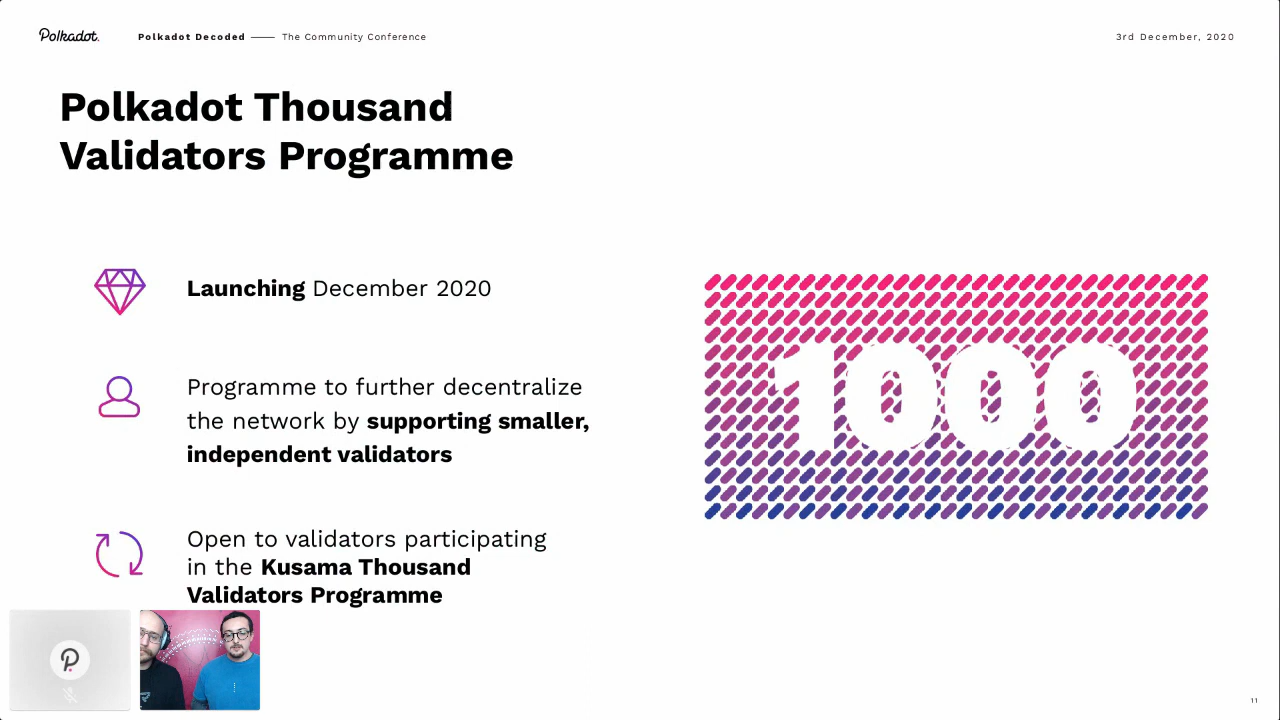 Polkadot.
Polkadot Decoded —— The Community Conference
3rd December, 2020
Polkadot Thousand
Validators Programme
Launching December 2020
Programme to further decentralize
the network by supporting smaller,
independent validators
Open to validators participating
in the Kusama Thousand
Validators Programme
1000
11